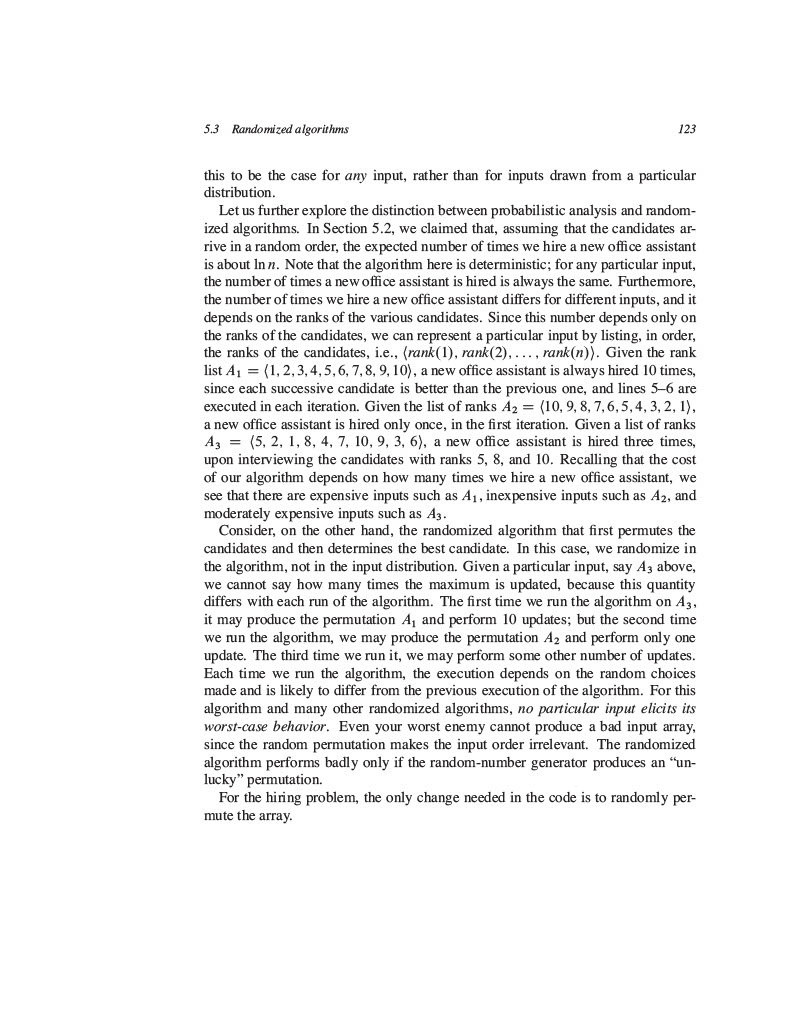 5.3 Randomized algorithms 123
this to be the case for any input, rather than for inputs drawn from a particular
distribution.
Let us further explore the distinction between probabilistic analysis and random-
ized algorithms. In Section 5.2, we claimed that, assuming that the candidates ar-
rive in a random order, the expected number of times we hire a new office assistant
is about ln n. Note that the algorithm here is deterministic; for any particular input,
the number of times a new office assistant is hired is always the same. Furthermore,
the number of times we hire a new office assistant differs for different inputs, and it
depends on the ranks of the various candidates. Since this number depends only on
the ranks of the candidates, we can represent a particular input by listing, in order,
the ranks of the candidates, i.e., ⟨rank(1), rank(2), . . . , rank(n)⟩. Given the rank
list A₁ = ⟨1, 2, 3, 4, 5, 6, 7, 8, 9, 10⟩, a new office assistant is always hired 10 times,
since each successive candidate is better than the previous one, and lines 5–6 are
executed in each iteration. Given the list of ranks A₂ = ⟨10, 9, 8, 7, 6, 5, 4, 3, 2, 1⟩,
a new office assistant is hired only once, in the first iteration. Given a list of ranks
A₃ = ⟨5, 2, 1, 8, 4, 7, 10, 9, 3, 6⟩, a new office assistant is hired three times,
upon interviewing the candidates with ranks 5, 8, and 10. Recalling that the cost
of our algorithm depends on how many times we hire a new office assistant, we
see that there are expensive inputs such as A₁, inexpensive inputs such as A₂, and
moderately expensive inputs such as A₃.
Consider, on the other hand, the randomized algorithm that first permutes the
candidates and then determines the best candidate. In this case, we randomize in
the algorithm, not in the input distribution. Given a particular input, say A₃ above,
we cannot say how many times the maximum is updated, because this quantity
differs with each run of the algorithm. The first time we run the algorithm on A₃,
it may produce the permutation A₁ and perform 10 updates; but the second time
we run the algorithm, we may produce the permutation A₂ and perform only one
update. The third time we run it, we may perform some other number of updates.
Each time we run the algorithm, the execution depends on the random choices
made and is likely to differ from the previous execution of the algorithm. For this
algorithm and many other randomized algorithms, no particular input elicits its
worst-case behavior. Even your worst enemy cannot produce a bad input array,
since the random permutation makes the input order irrelevant. The randomized
algorithm performs badly only if the random-number generator produces an “un-
lucky” permutation.
For the hiring problem, the only change needed in the code is to randomly per-
mute the array.